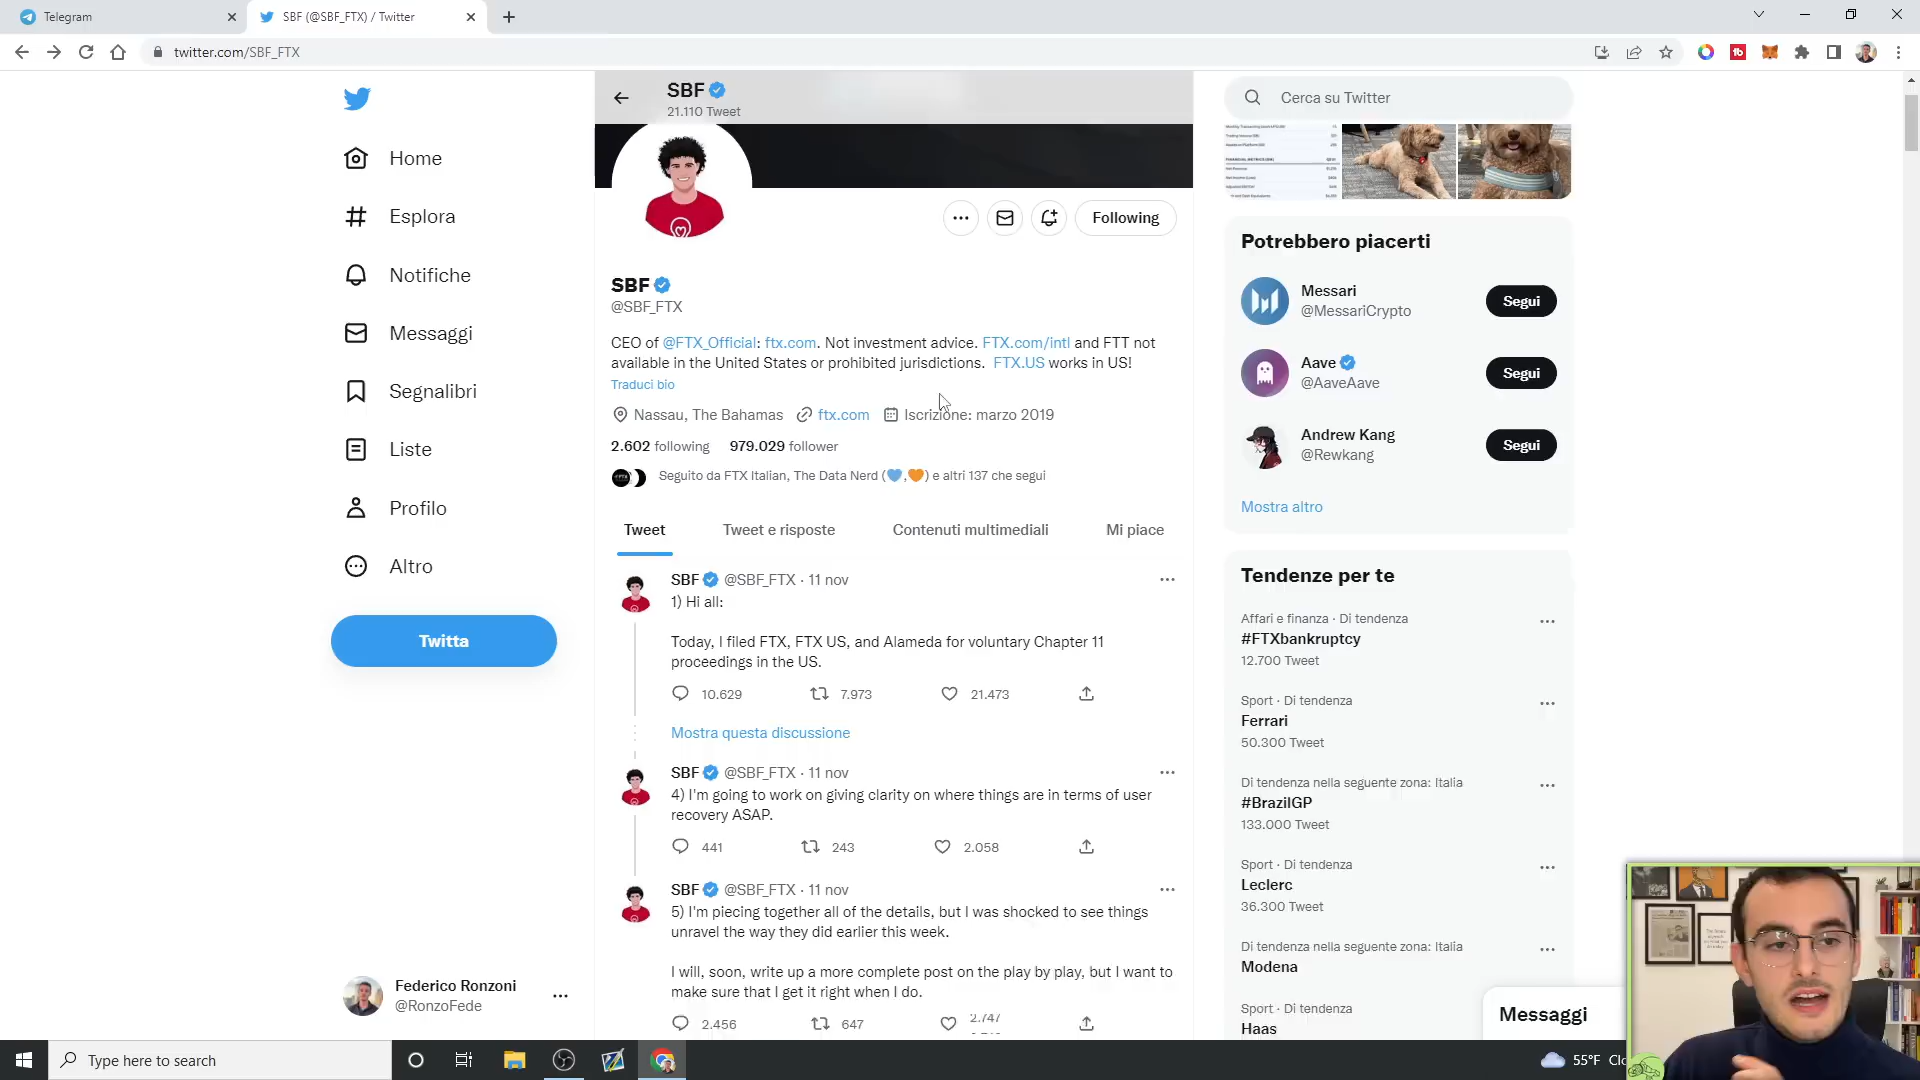 Telegram
SBF (@SBF_FTX) / Twitter
twitter.com/SBF_FTX
SBF
21.110 Tweet
Cerca su Twitter
Home
Esplora
Notifiche
Messaggi
Segnalibri
Liste
Profilo
Altro
Twitta
Federico Ronzoni
@RonzoFede
Following
SBF
@SBF_FTX
CEO of @FTX_Official: ftx.com. Not investment advice. FTX.com/intl and FTT not
available in the United States or prohibited jurisdictions. FTX.US works in US!
Traduci bio
Nassau, The Bahamas ftx.com Iscrizione: marzo 2019
2.602 following 979.029 follower
Seguito da FTX Italian, The Data Nerd (💙,🧡) e altri 137 che segui
Tweet Tweet e risposte Contenuti multimediali Mi piace
SBF @SBF_FTX · 11 nov
1) Hi all:
Today, I filed FTX, FTX US, and Alameda for voluntary Chapter 11
proceedings in the US.
10.629 7.973 21.473
Mostra questa discussione
SBF @SBF_FTX · 11 nov
4) I'm going to work on giving clarity on where things are in terms of user
recovery ASAP.
441 243 2.058
SBF @SBF_FTX · 11 nov
5) I'm piecing together all of the details, but I was shocked to see things
unravel the way they did earlier this week.
I will, soon, write up a more complete post on the play by play, but I want to
make sure that I get it right when I do.
2.456 647 2.747
Potrebbero piacerti
Messari
@MessariCrypto
Segui
Aave
@AaveAave
Segui
Andrew Kang
@Rewkang
Segui
Mostra altro
Tendenze per te
Affari e finanza · Di tendenza
#FTXbankruptcy
12.700 Tweet
Sport · Di tendenza
Ferrari
50.300 Tweet
Di tendenza nella seguente zona: Italia
#BrazilGP
133.000 Tweet
Sport · Di tendenza
Leclerc
36.300 Tweet
Di tendenza nella seguente zona: Italia
Modena
Sport · Di tendenza
Haas
Messaggi
Type here to search
55°F